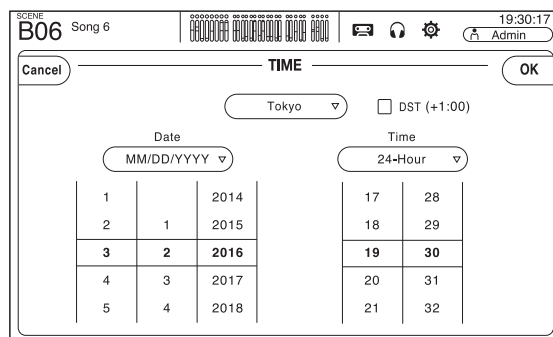 SCENE
B06 Song 6
19:30:17
Admin
Cancel
TIME
OK
Tokyo
DST (+1:00)
Date
Time
MM/DD/YYYY
24-Hour
1 2014 17 28
2 1 2015 18 29
3 2 2016 19 30
4 3 2017 20 31
5 4 2018 21 32